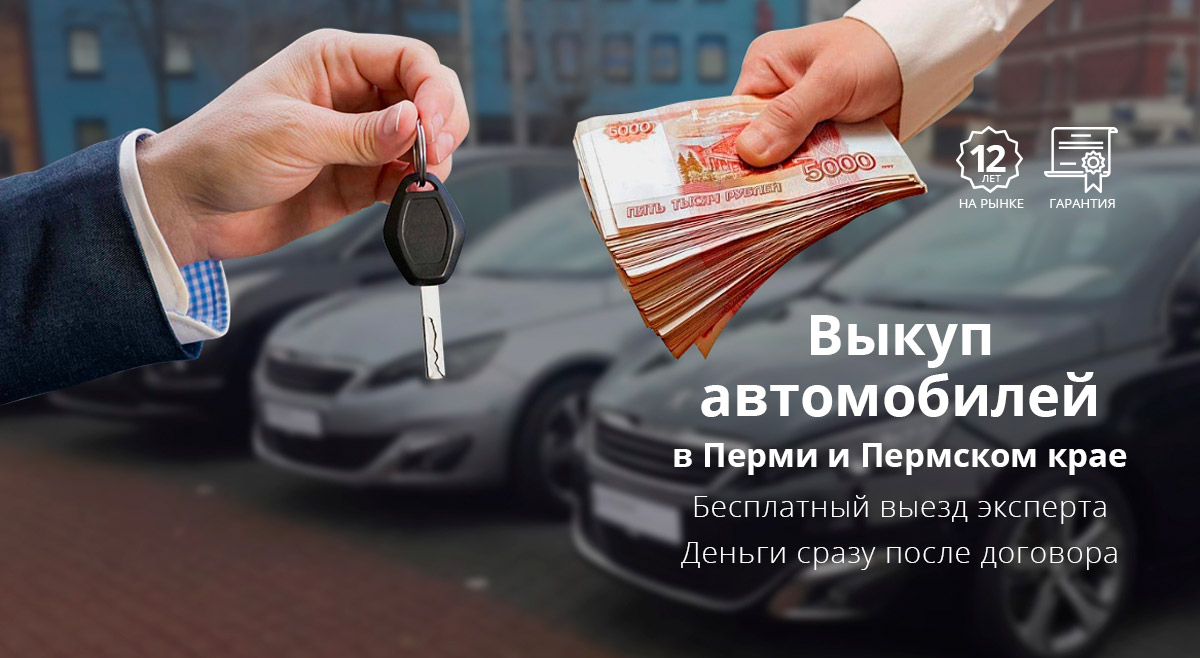 5000
5000
ПЯТЬ ТЫСЯЧ РУБЛЕЙ
12
ЛЕТ
НА РЫНКЕ
ГАРАНТИЯ
Выкуп
автомобилей
в Перми и Пермском крае
Бесплатный выезд эксперта
Деньги сразу после договора